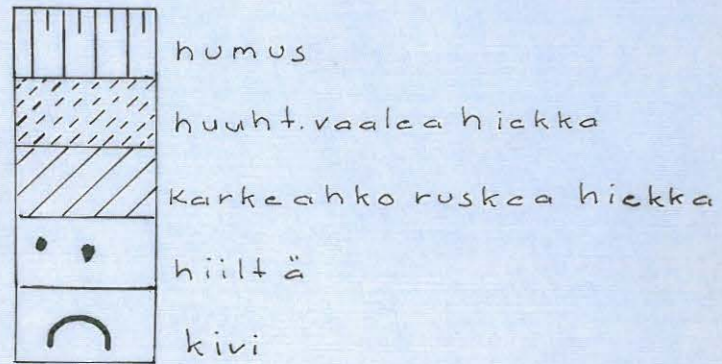 humus
huuht. vaalea hiekka
karkeahko ruskea hiekka
hiiltä
kivi